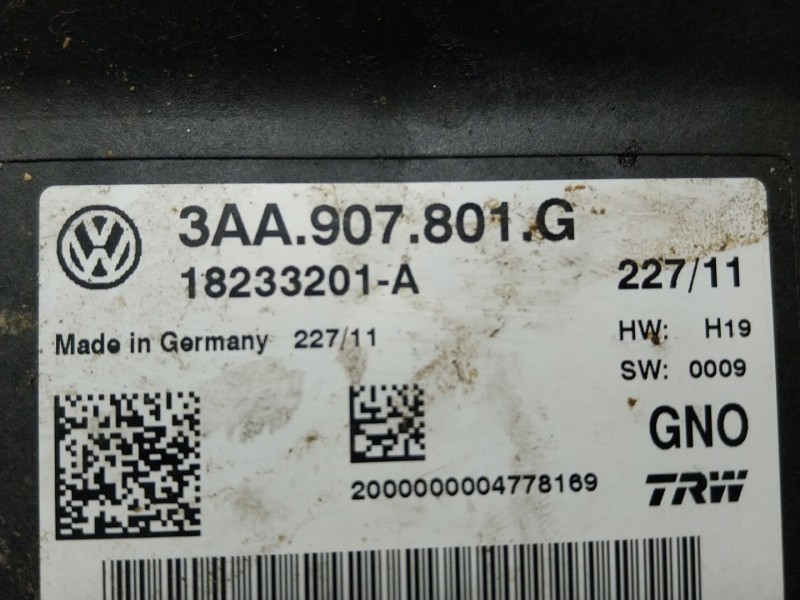 3AA.907.801.G
18233201-A
227/11
Made in Germany 227/11
HW: H19
SW: 0009
GNO
2000000004778169
TRW